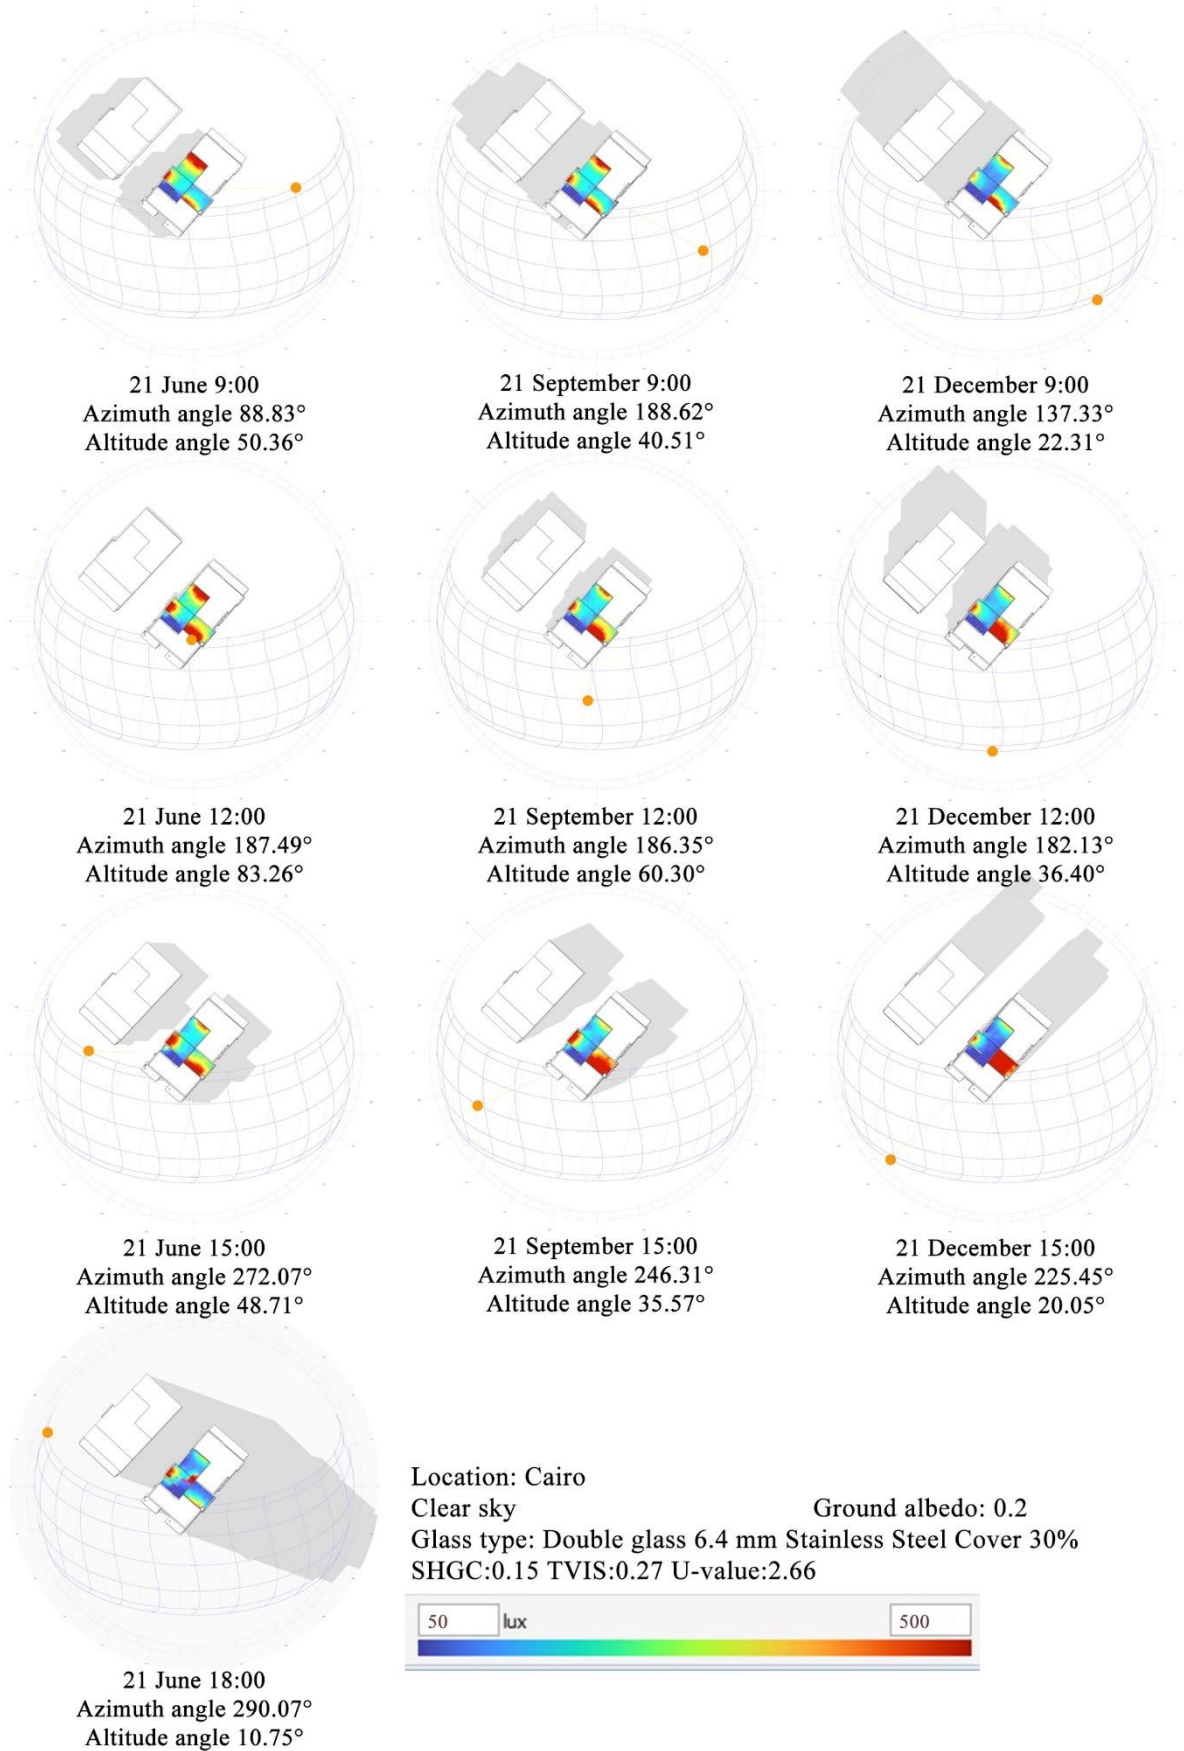 21 June 9:00
Azimuth angle 88.83°
Altitude angle 50.36°
21 September 9:00
Azimuth angle 188.62°
Altitude angle 40.51°
21 December 9:00
Azimuth angle 137.33°
Altitude angle 22.31°
21 June 12:00
Azimuth angle 187.49°
Altitude angle 83.26°
21 September 12:00
Azimuth angle 186.35°
Altitude angle 60.30°
21 December 12:00
Azimuth angle 182.13°
Altitude angle 36.40°
21 June 15:00
Azimuth angle 272.07°
Altitude angle 48.71°
21 September 15:00
Azimuth angle 246.31°
Altitude angle 35.57°
21 December 15:00
Azimuth angle 225.45°
Altitude angle 20.05°
21 June 18:00
Azimuth angle 290.07°
Altitude angle 10.75°
Location: Cairo
Clear sky Ground albedo: 0.2
Glass type: Double glass 6.4 mm Stainless Steel Cover 30%
SHGC:0.15 TVIS:0.27 U-value:2.66
50 lux 500